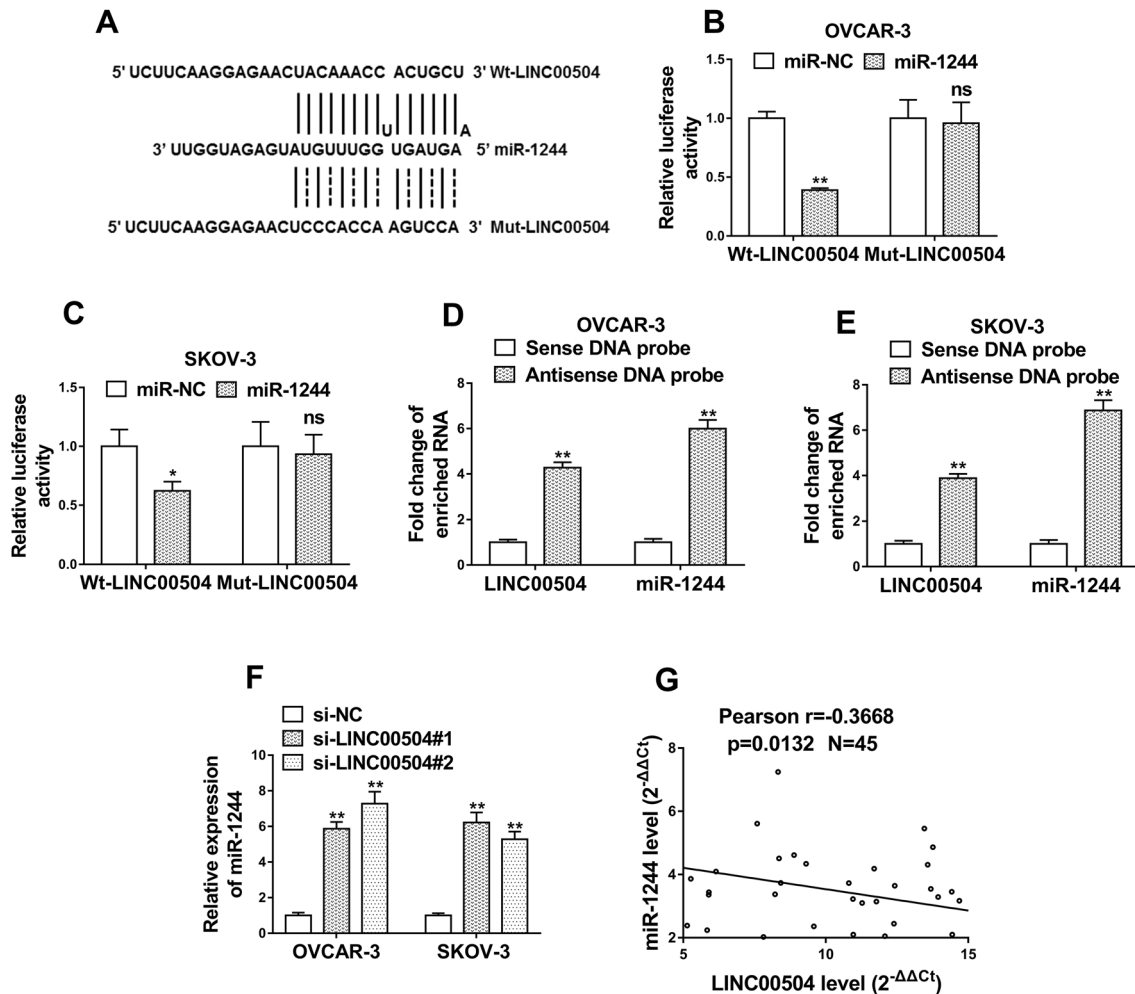 A
5' UCUUCAAGGAGAACUACAAACC ACUGCU 3' Wt-LINC00504
U A
3' UUGGUAGAGUAUGUUUGG UGAUGA 5' miR-1244
5' UCUUCAAGGAGAACUCCCACCA AGUCCA 3' Mut-LINC00504
B
OVCAR-3
miR-NC miR-1244
Relative luciferase
activity
1.5
1.0
0.5
0.0
** ns
Wt-LINC00504 Mut-LINC00504
C
SKOV-3
miR-NC miR-1244
Relative luciferase
activity
1.5
1.0
0.5
0.0
* ns
Wt-LINC00504 Mut-LINC00504
D
OVCAR-3
Sense DNA probe
Antisense DNA probe
Fold change of
enriched RNA
8
6
4
2
0
** **
LINC00504 miR-1244
E
SKOV-3
Sense DNA probe
Antisense DNA probe
Fold change of
enriched RNA
8
6
4
2
0
** **
LINC00504 miR-1244
F
si-NC
si-LINC00504#1
si-LINC00504#2
Relative expression
of miR-1244
10
8
6
4
2
0
** ** ** **
OVCAR-3 SKOV-3
G
Pearson r=-0.3668
p=0.0132 N=45
miR-1244 level (2-ΔΔCt)
8
6
4
2
5 10 15
LINC00504 level (2-ΔΔCt)